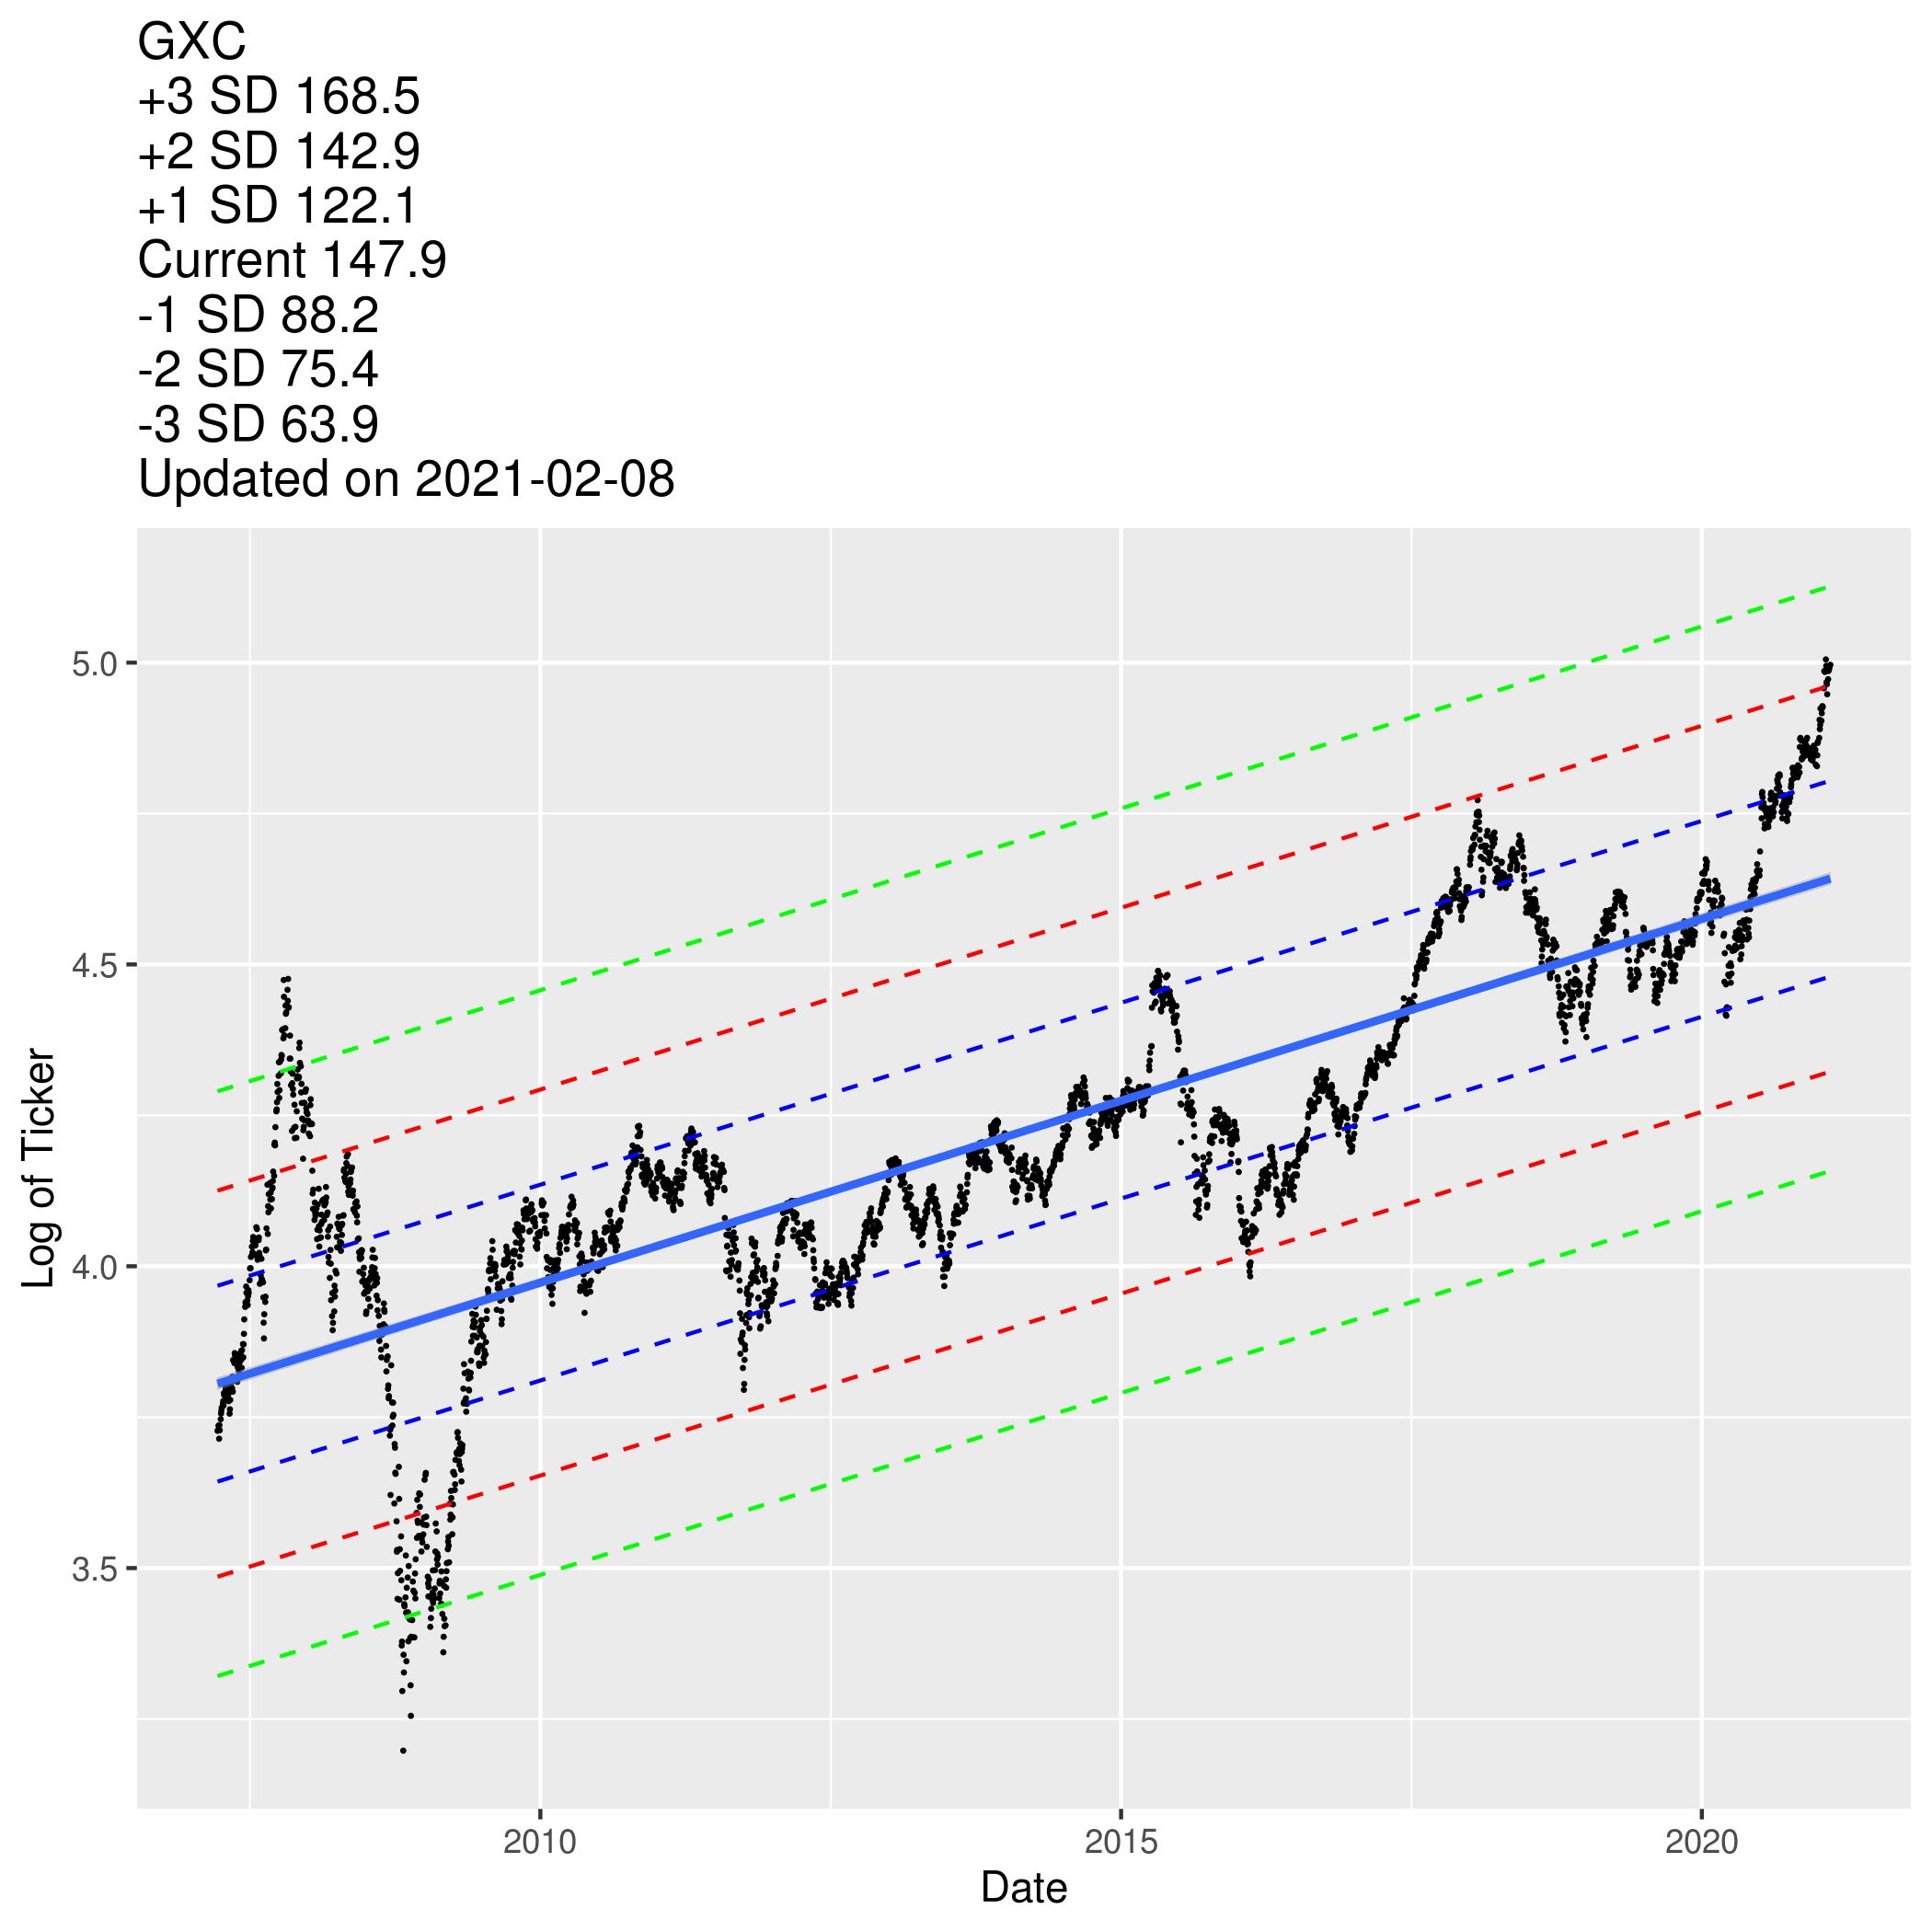 GXC
+3 SD 168.5
+2 SD 142.9
+1 SD 122.1
Current 147.9
-1 SD 88.2
-2 SD 75.4
-3 SD 63.9
Updated on 2021-02-08
5.0
4.5
4.0
3.5
Log of Ticker
2010
2015
2020
Date